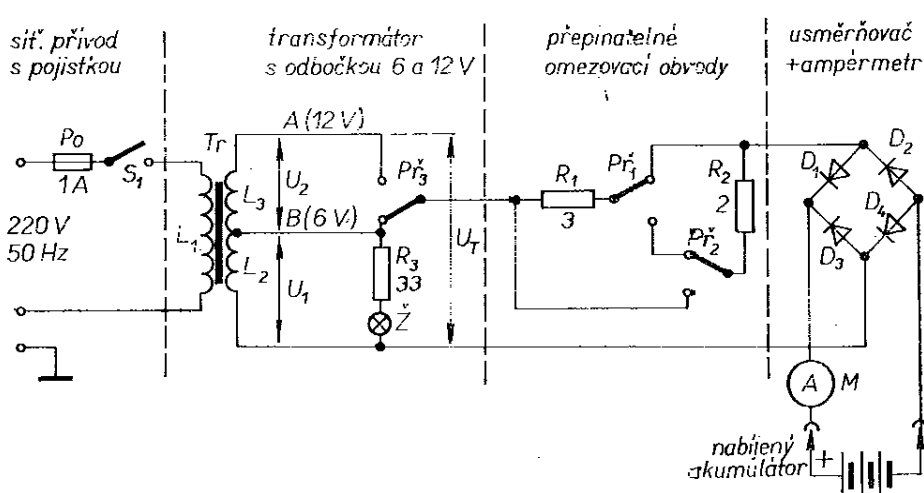 síť. přívod
s pojistkou
transformátor
s odbočkou 6 a 12 V
přepinatelné
omezovací obvody
usměrňovač
+ampérmetr
Po
1A
S1
220 V
50 Hz
Tr
L1
L3
L2
A (12 V)
U2
B (6 V)
U1
Př3
R3
33
Ž
UT
R1
3
Př1
Př2
R2
2
D1
D2
D3
D4
A
M
nabíjený
akumulátor
+